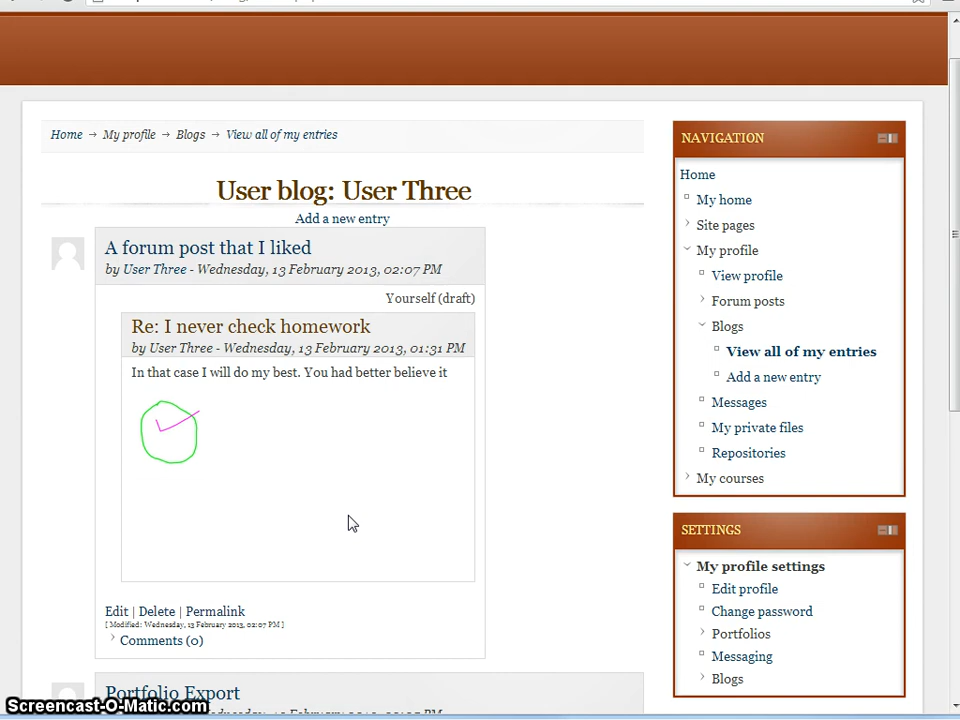 Home → My profile → Blogs → View all of my entries
User blog: User Three
Add a new entry
A forum post that I liked
by User Three - Wednesday, 13 February 2013, 02:07 PM
Yourself (draft)
Re: I never check homework
by User Three - Wednesday, 13 February 2013, 01:31 PM
In that case I will do my best. You had better believe it
Edit | Delete | Permalink
[ Modified: Wednesday, 13 February 2013, 02:07 PM ]
Comments (0)
Portfolio Export
NAVIGATION
Home
My home
Site pages
My profile
View profile
Forum posts
Blogs
View all of my entries
Add a new entry
Messages
My private files
Repositories
My courses
SETTINGS
My profile settings
Edit profile
Change password
Portfolios
Messaging
Blogs
Screencast-O-Matic.com